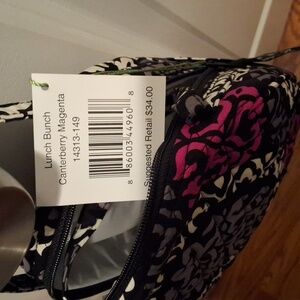 Lunch Bunch
Canterberry Magenta
14313-149
8 86003 44960 8
Suggested Retail $34.00